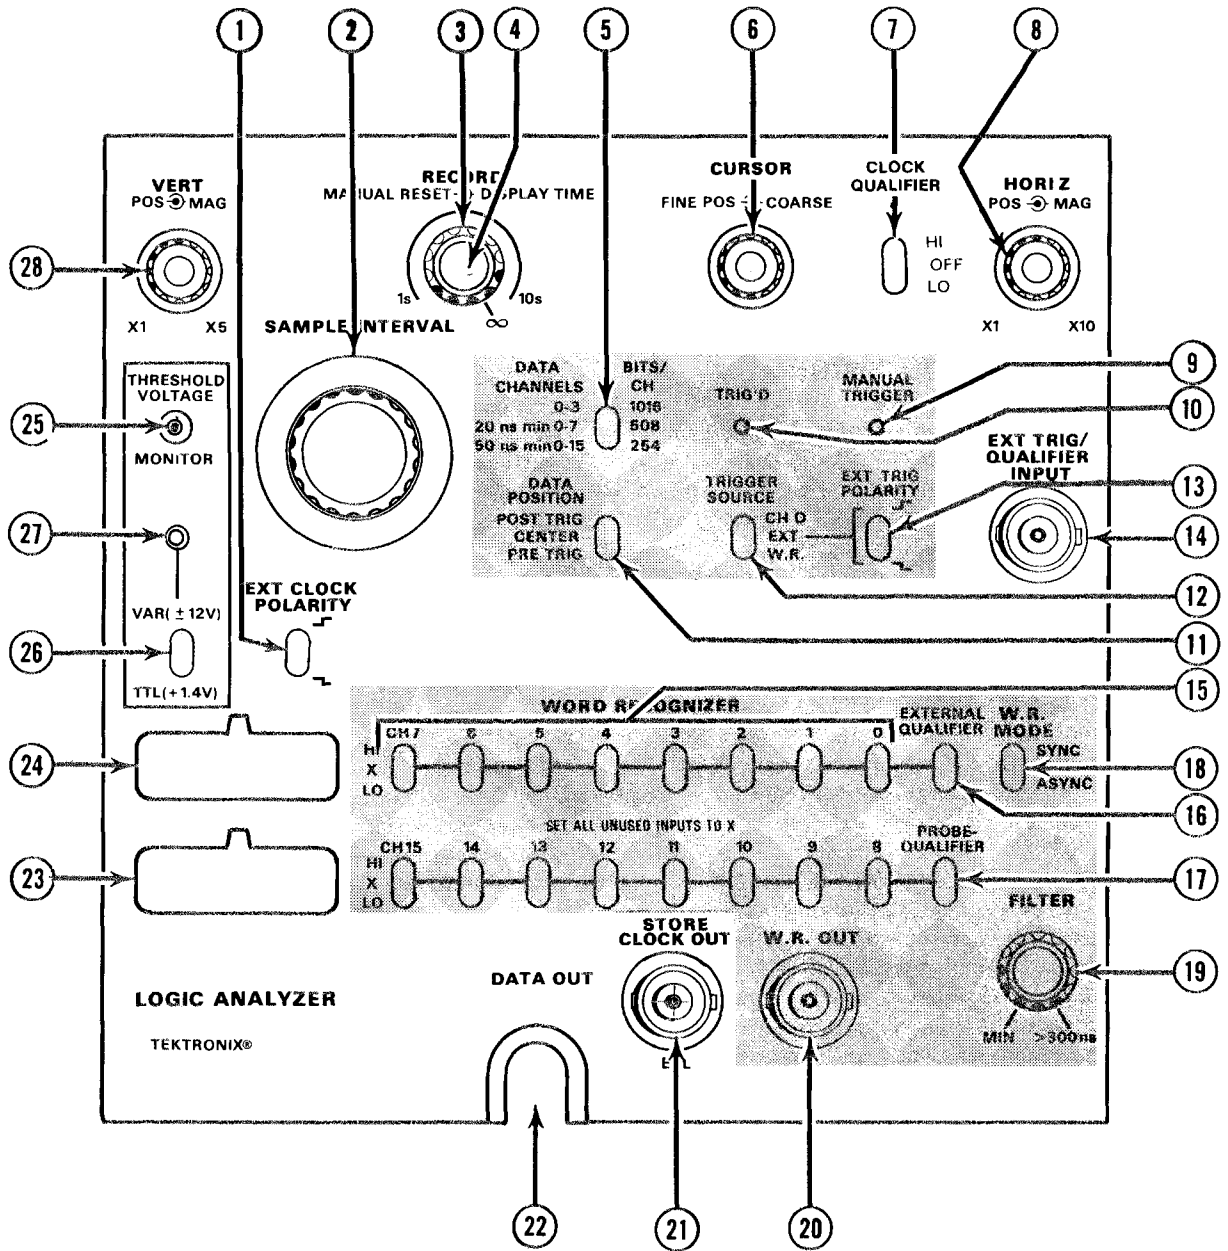 1 2 3 4 5 6 7 8
VERT
POS MAG
X1 X5
RECORD
MANUAL RESET DISPLAY TIME
1s 10s
∞
CURSOR
FINE POS COARSE
CLOCK
QUALIFIER
HI
OFF
LO
HORIZ
POS MAG
X1 X10
28
SAMPLE INTERVAL
THRESHOLD
VOLTAGE
MONITOR
25
27
VAR(±12V)
26
TTL(+1.4V)
EXT CLOCK
POLARITY
DATA
CHANNELS
BITS/
CH
0-3 1016
20 ns min 0-7 508
50 ns min 0-15 254
TRIG'D
MANUAL
TRIGGER
9
10
DATA
POSITION
POST TRIG
CENTER
PRE TRIG
TRIGGER
SOURCE
CH 0
EXT
W.R.
EXT TRIG
POLARITY
EXT TRIG/
QUALIFIER
INPUT
13
14
12
11
15
WORD RECOGNIZER
CH 7 6 5 4 3 2 1 0
HI
X
LO
EXTERNAL
QUALIFIER
W.R.
MODE
SYNC
ASYNC
24
18
16
SET ALL UNUSED INPUTS TO X
CH15 14 13 12 11 10 9 8
HI
X
LO
PROBE-
QUALIFIER
23
17
FILTER
MIN >300ns
19
STORE
CLOCK OUT
W.R. OUT
DATA OUT
LOGIC ANALYZER
TEKTRONIX®
22 21 20